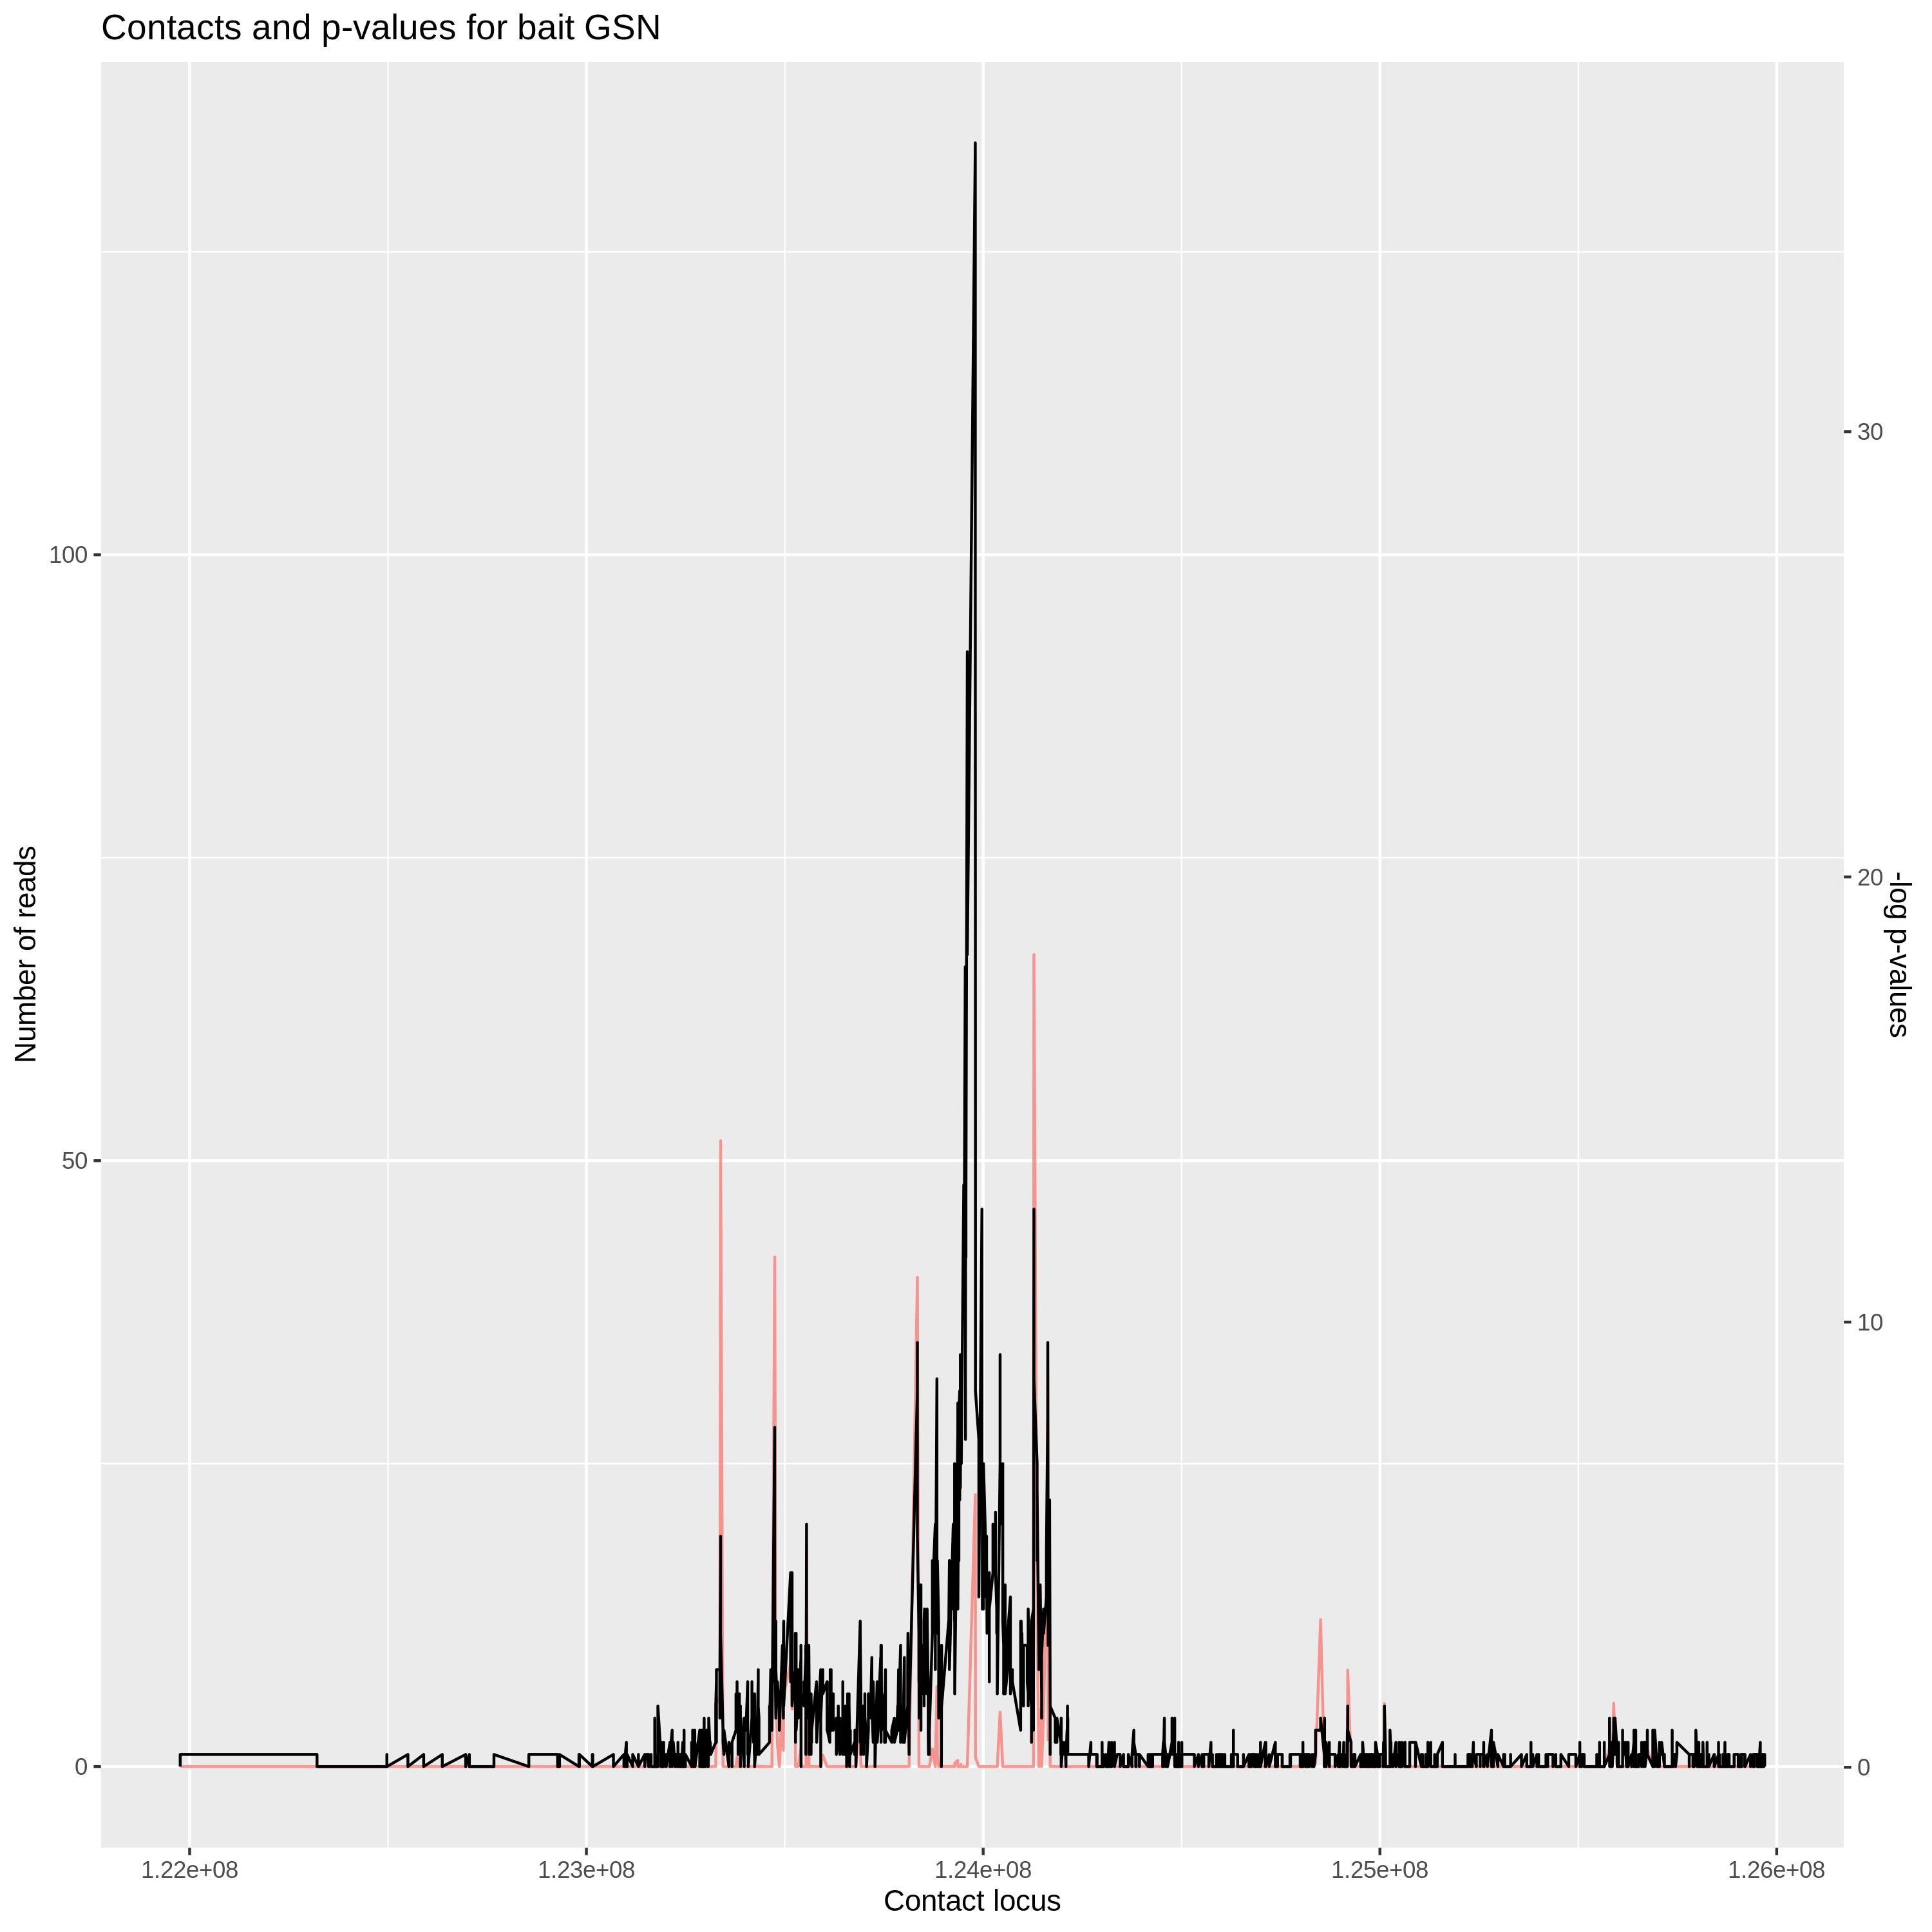 Contacts and p-values for bait GSN
100
50
0
Number of reads
30
20
10
0
-log p-values
1.22e+08
1.23e+08
1.24e+08
1.25e+08
1.26e+08
Contact locus